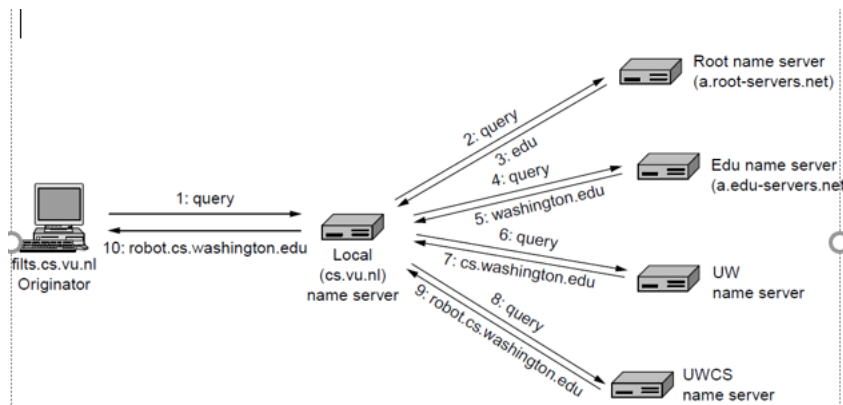 Root name server
(a.root-servers.net)
2: query
3: edu
4: query
Edu name server
(a.edu-servers.net
1: query
5: washington.edu
6: query
10: robot.cs.washington.edu
Local
(cs.vu.nl)
name server
7: cs.washington.edu
filts.cs.vu.nl
Originator
UW
name server
8: query
9: robot.cs.washington.edu
UWCS
name server